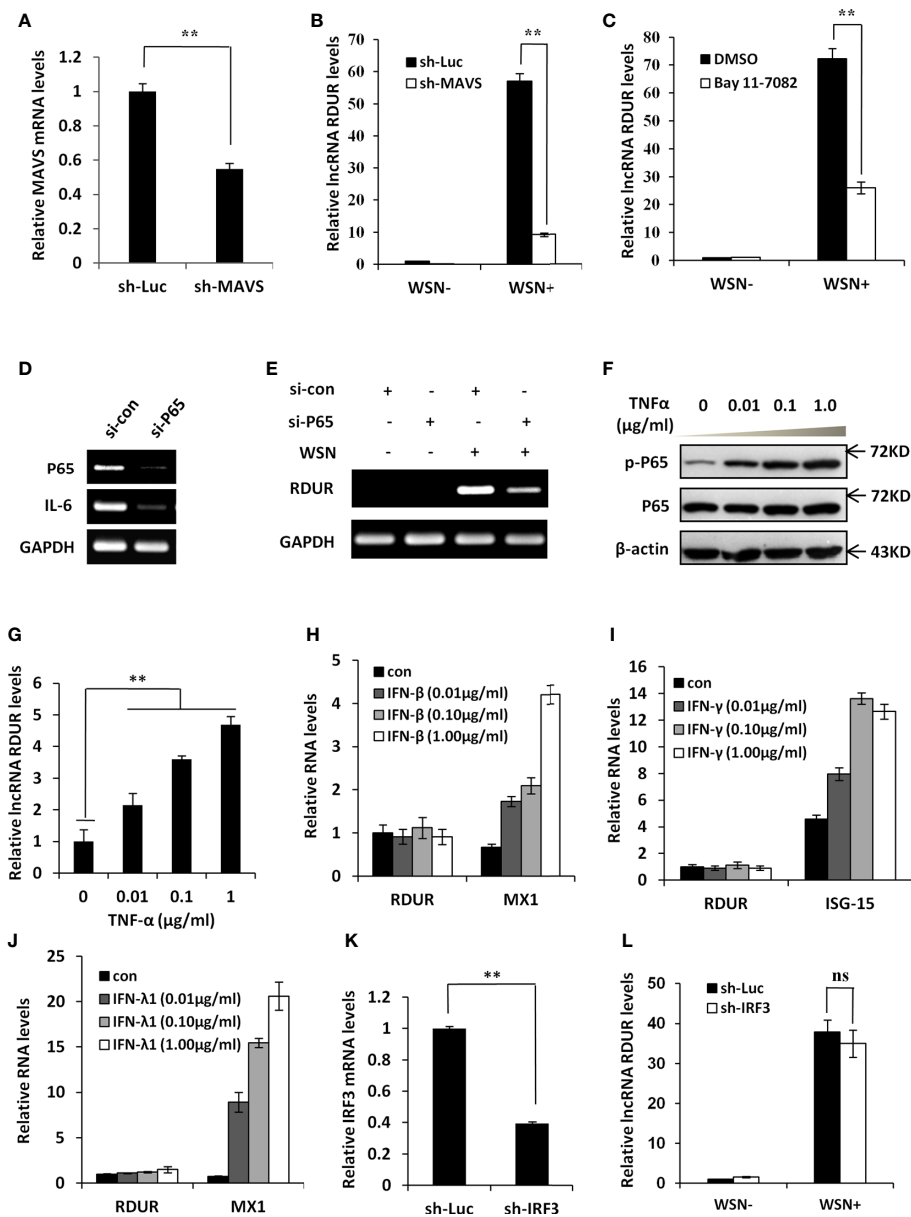 A
**
Relative MAVS mRNA levels
1.2
1
0.8
0.6
0.4
0.2
0
sh-Luc sh-MAVS
B
**
sh-Luc
sh-MAVS
Relative lncRNA RDUR levels
70
60
50
40
30
20
10
0
WSN- WSN+
C
**
DMSO
Bay 11-7082
Relative lncRNA RDUR levels
80
70
60
50
40
30
20
10
0
WSN- WSN+
D
si-con si-P65
P65
IL-6
GAPDH
E
si-con + - + -
si-P65 - + - +
WSN - - + +
RDUR
GAPDH
F
TNFα 0 0.01 0.1 1.0
(μg/ml)
p-P65 72KD
P65 72KD
β-actin 43KD
G
**
Relative lncRNA RDUR levels
6
5
4
3
2
1
0
0 0.01 0.1 1
TNF-α (μg/ml)
H
con
IFN-β (0.01μg/ml)
IFN-β (0.10μg/ml)
IFN-β (1.00μg/ml)
Relative RNA levels
5
4
3
2
1
0
RDUR MX1
I
con
IFN-γ (0.01μg/ml)
IFN-γ (0.10μg/ml)
IFN-γ (1.00μg/ml)
Relative RNA levels
16
14
12
10
8
6
4
2
0
RDUR ISG-15
J
con
IFN-λ1 (0.01μg/ml)
IFN-λ1 (0.10μg/ml)
IFN-λ1 (1.00μg/ml)
Relative RNA levels
25
20
15
10
5
0
RDUR MX1
K
**
Relative IRF3 mRNA levels
1.2
1
0.8
0.6
0.4
0.2
0
sh-Luc sh-IRF3
L
sh-Luc
sh-IRF3
ns
Relative lncRNA RDUR levels
50
40
30
20
10
0
WSN- WSN+